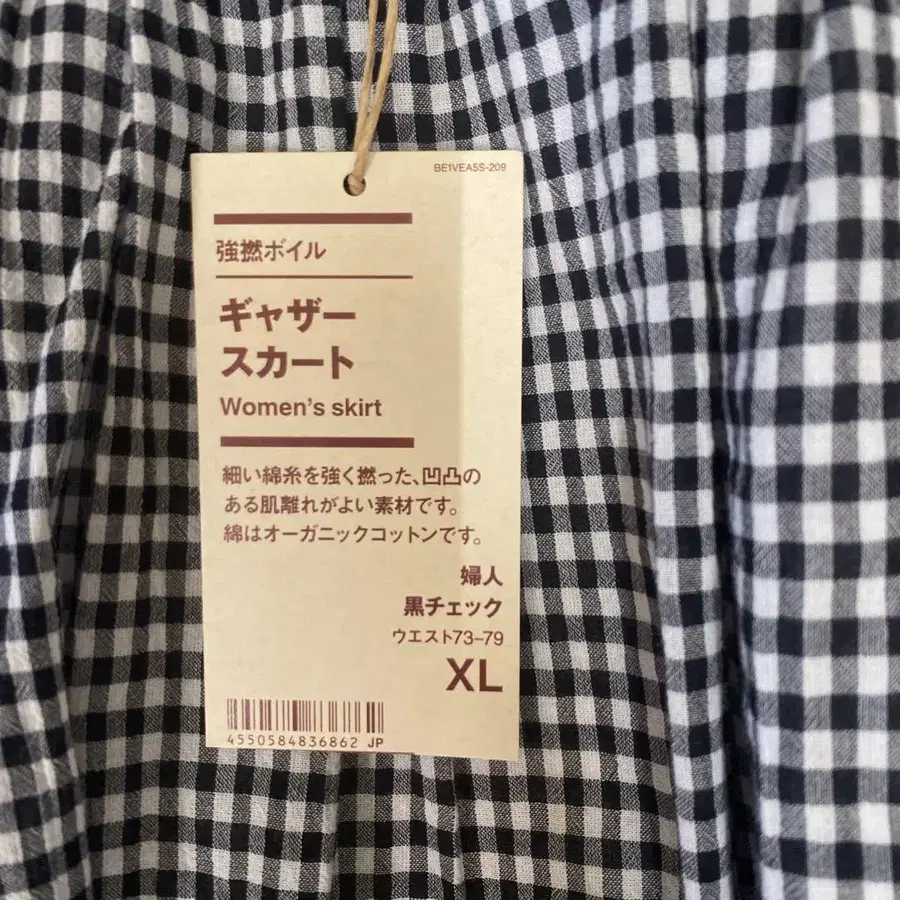 BE1VEA5S-209
強撚ボイル
ギャザー
スカート
Women's skirt
細い綿糸を強く撚った、凹凸の
ある肌離れがよい素材です。
綿はオーガニックコットンです。
婦人
黒チェック
ウエスト73-79
XL
4550584836862 JP